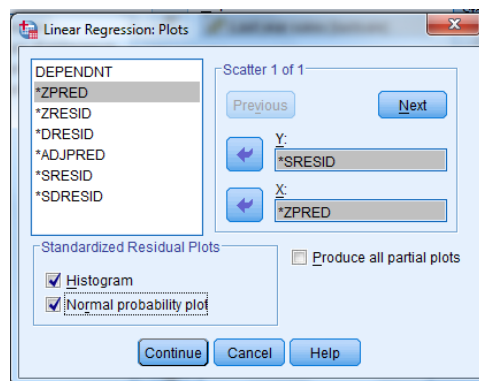 Linear Regression: Plots
DEPENDNT
*ZPRED
*ZRESID
*DRESID
*ADJPRED
*SRESID
*SDRESID
Scatter 1 of 1
Previous Next
Y:
*SRESID
X:
*ZPRED
Standardized Residual Plots
Histogram
Normal probability plot
Produce all partial plots
Continue Cancel Help